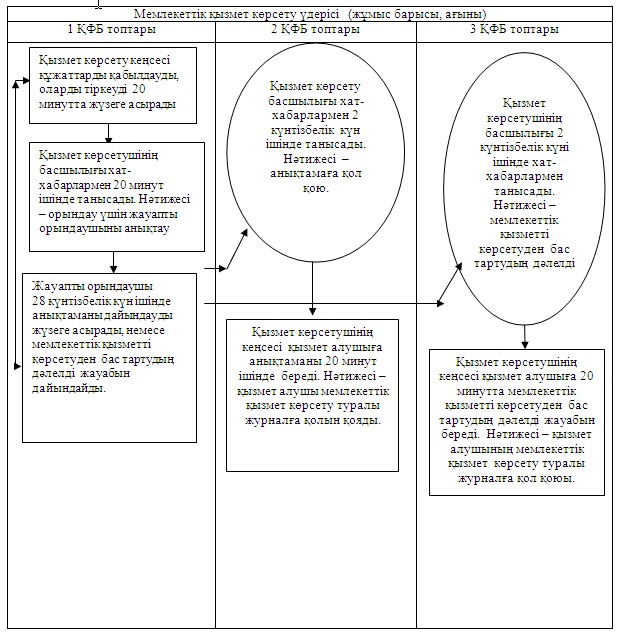 Мемлекеттік қызмет көрсету үдерісі (жұмыс барысы, ағыны)
1 ҚФБ топтары
2 ҚФБ топтары
3 ҚФБ топтары
Қызмет көрсету кеңсесі
құжаттарды қабылдауды,
оларды тіркеуді 20
минутта жүзеге асырады
Қызмет көрсетушінің
басшылығы хат-
хабарлармен 20 минут
ішінде танысады. Нәтижесі
– орындау үшін жауапты
орындаушыны анықтау
Жауапты орындаушы
28 күнтізбелік күн ішінде
анықтаманы дайындауды
жүзеге асырады, немесе
мемлекеттік қызметті
көрсетуден бас тартудың
дәлелді жауабын
дайындайды.
Қызмет көрсету
басшылығы хат-
хабарлармен 2
күнтізбелік күн
ішінде танысады.
Нәтижесі –
анықтамаға қол
қою.
Қызмет көрсетушінің
кеңсесі қызмет алушыға
анықтаманы 20 минут
ішінде береді. Нәтижесі –
қызмет алушы мемлекеттік
қызмет көрсету туралы
журналға қолын қояды.
Қызмет
көрсетушінің
басшылығы 2
күнтізбелік күні
ішінде хат-
хабарлармен
танысады.
Нәтижесі –
мемлекеттік
қызметті
көрсетуден бас
тартудың дәлелді
Қызмет көрсетушінің
кеңсесі қызмет алушыға 20
минутта мемлекеттік
қызметті көрсетуден бас
тартудың дәлелді жауабын
береді. Нәтижесі – қызмет
алушының мемлекеттік
қызмет көрсету туралы
журналға қол қоюы.